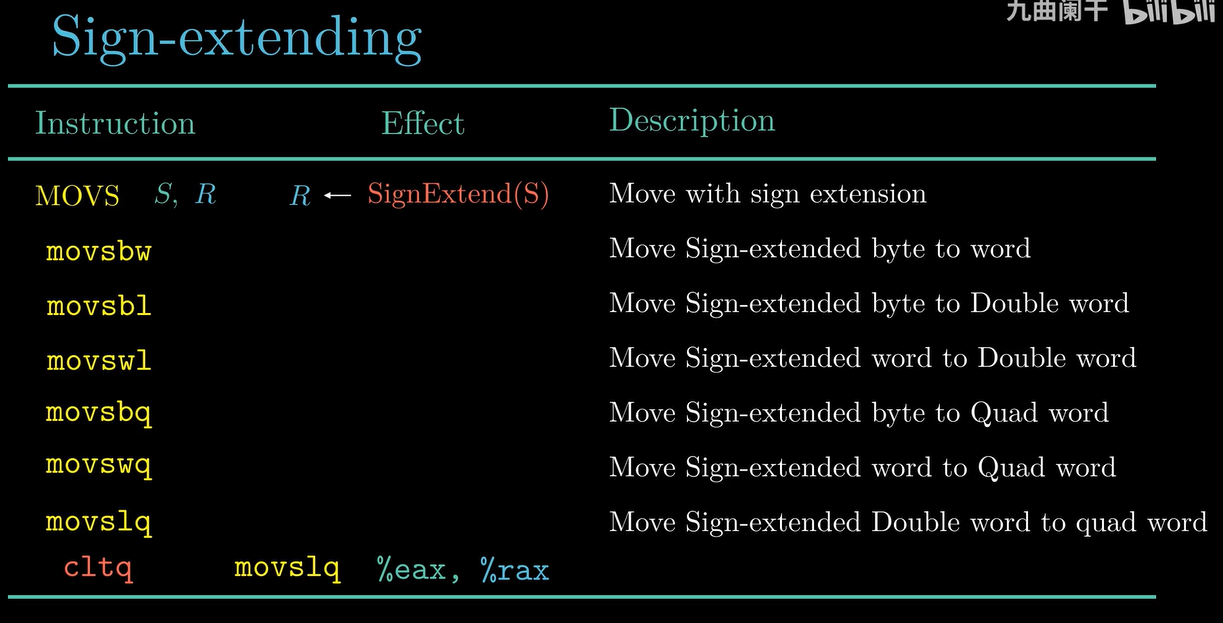 九曲阑干 bilibili
Sign-extending
Instruction Effect Description
MOVS S, R R ← SignExtend(S) Move with sign extension
movsbw Move Sign-extended byte to word
movsbl Move Sign-extended byte to Double word
movswl Move Sign-extended word to Double word
movsbq Move Sign-extended byte to Quad word
movswq Move Sign-extended word to Quad word
movslq Move Sign-extended Double word to quad word
cltq movslq %eax, %rax